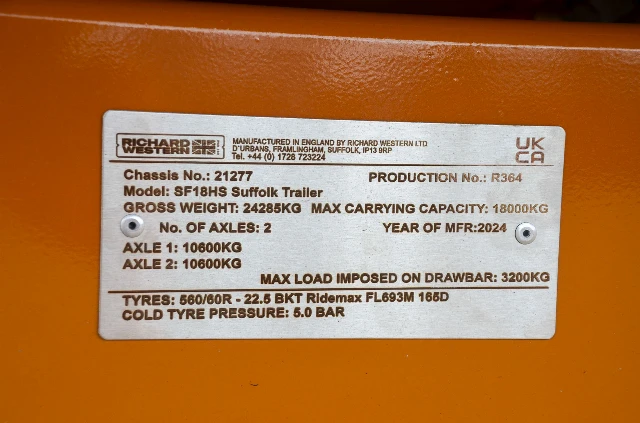 RICHARD WESTERN
MANUFACTURED IN ENGLAND BY RICHARD WESTERN LTD
D'URBANS, FRAMLINGHAM, SUFFOLK, IP13 9RP
Tel. +44 (0) 1728 723224
UK CA
Chassis No.: 21277 PRODUCTION No.: R364
Model: SF18HS Suffolk Trailer
GROSS WEIGHT: 24285KG MAX CARRYING CAPACITY: 18000KG
No. OF AXLES: 2 YEAR OF MFR:2024
AXLE 1: 10600KG
AXLE 2: 10600KG
MAX LOAD IMPOSED ON DRAWBAR: 3200KG
TYRES: 560/60R - 22.5 BKT Ridemax FL693M 165D
COLD TYRE PRESSURE: 5.0 BAR